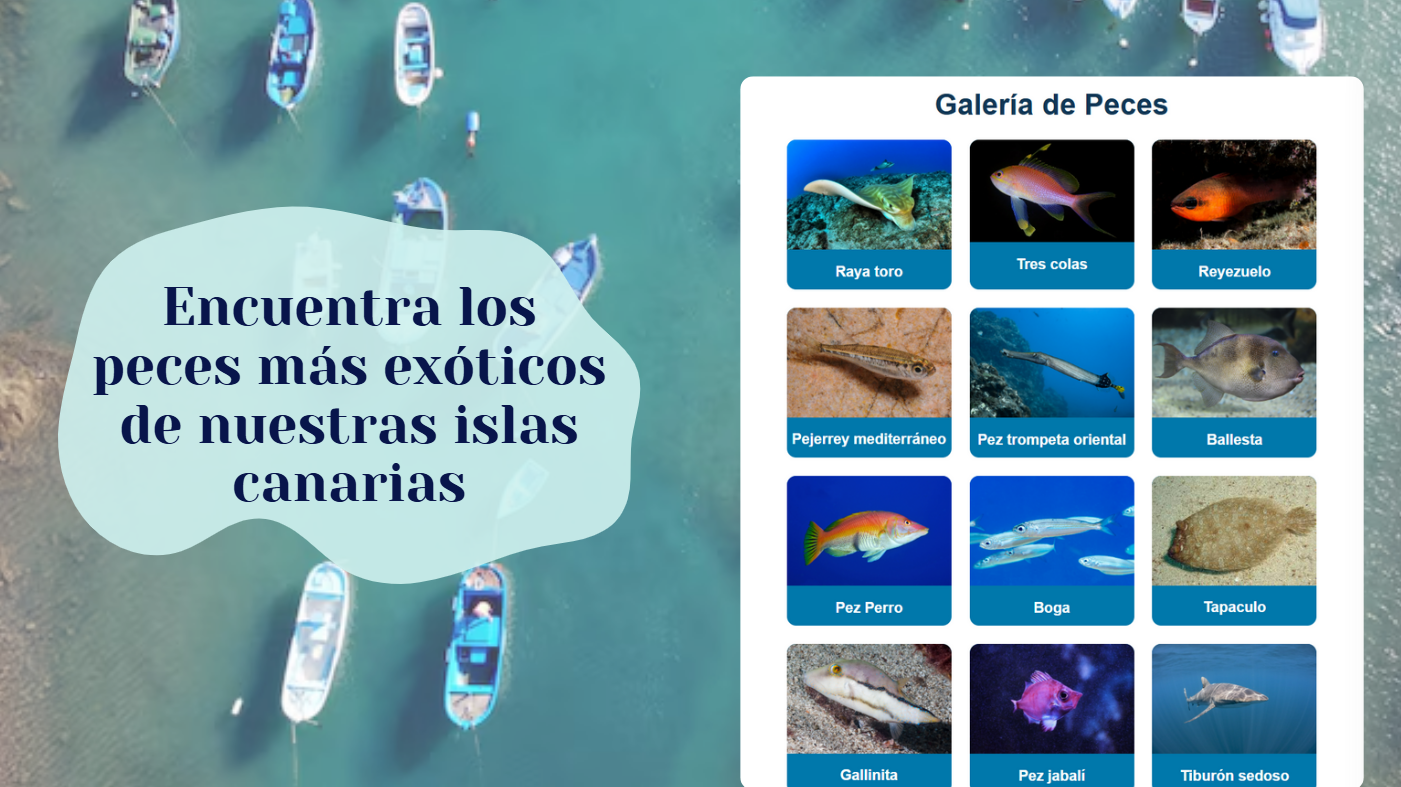 Encuentra los
peces más exóticos
de nuestras islas
canarias
Galería de Peces
Raya toro
Tres colas
Reyezuelo
Pejerrey mediterráneo
Pez trompeta oriental
Ballesta
Pez Perro
Boga
Tapaculo
Gallinita
Pez jabalí
Tiburón sedoso